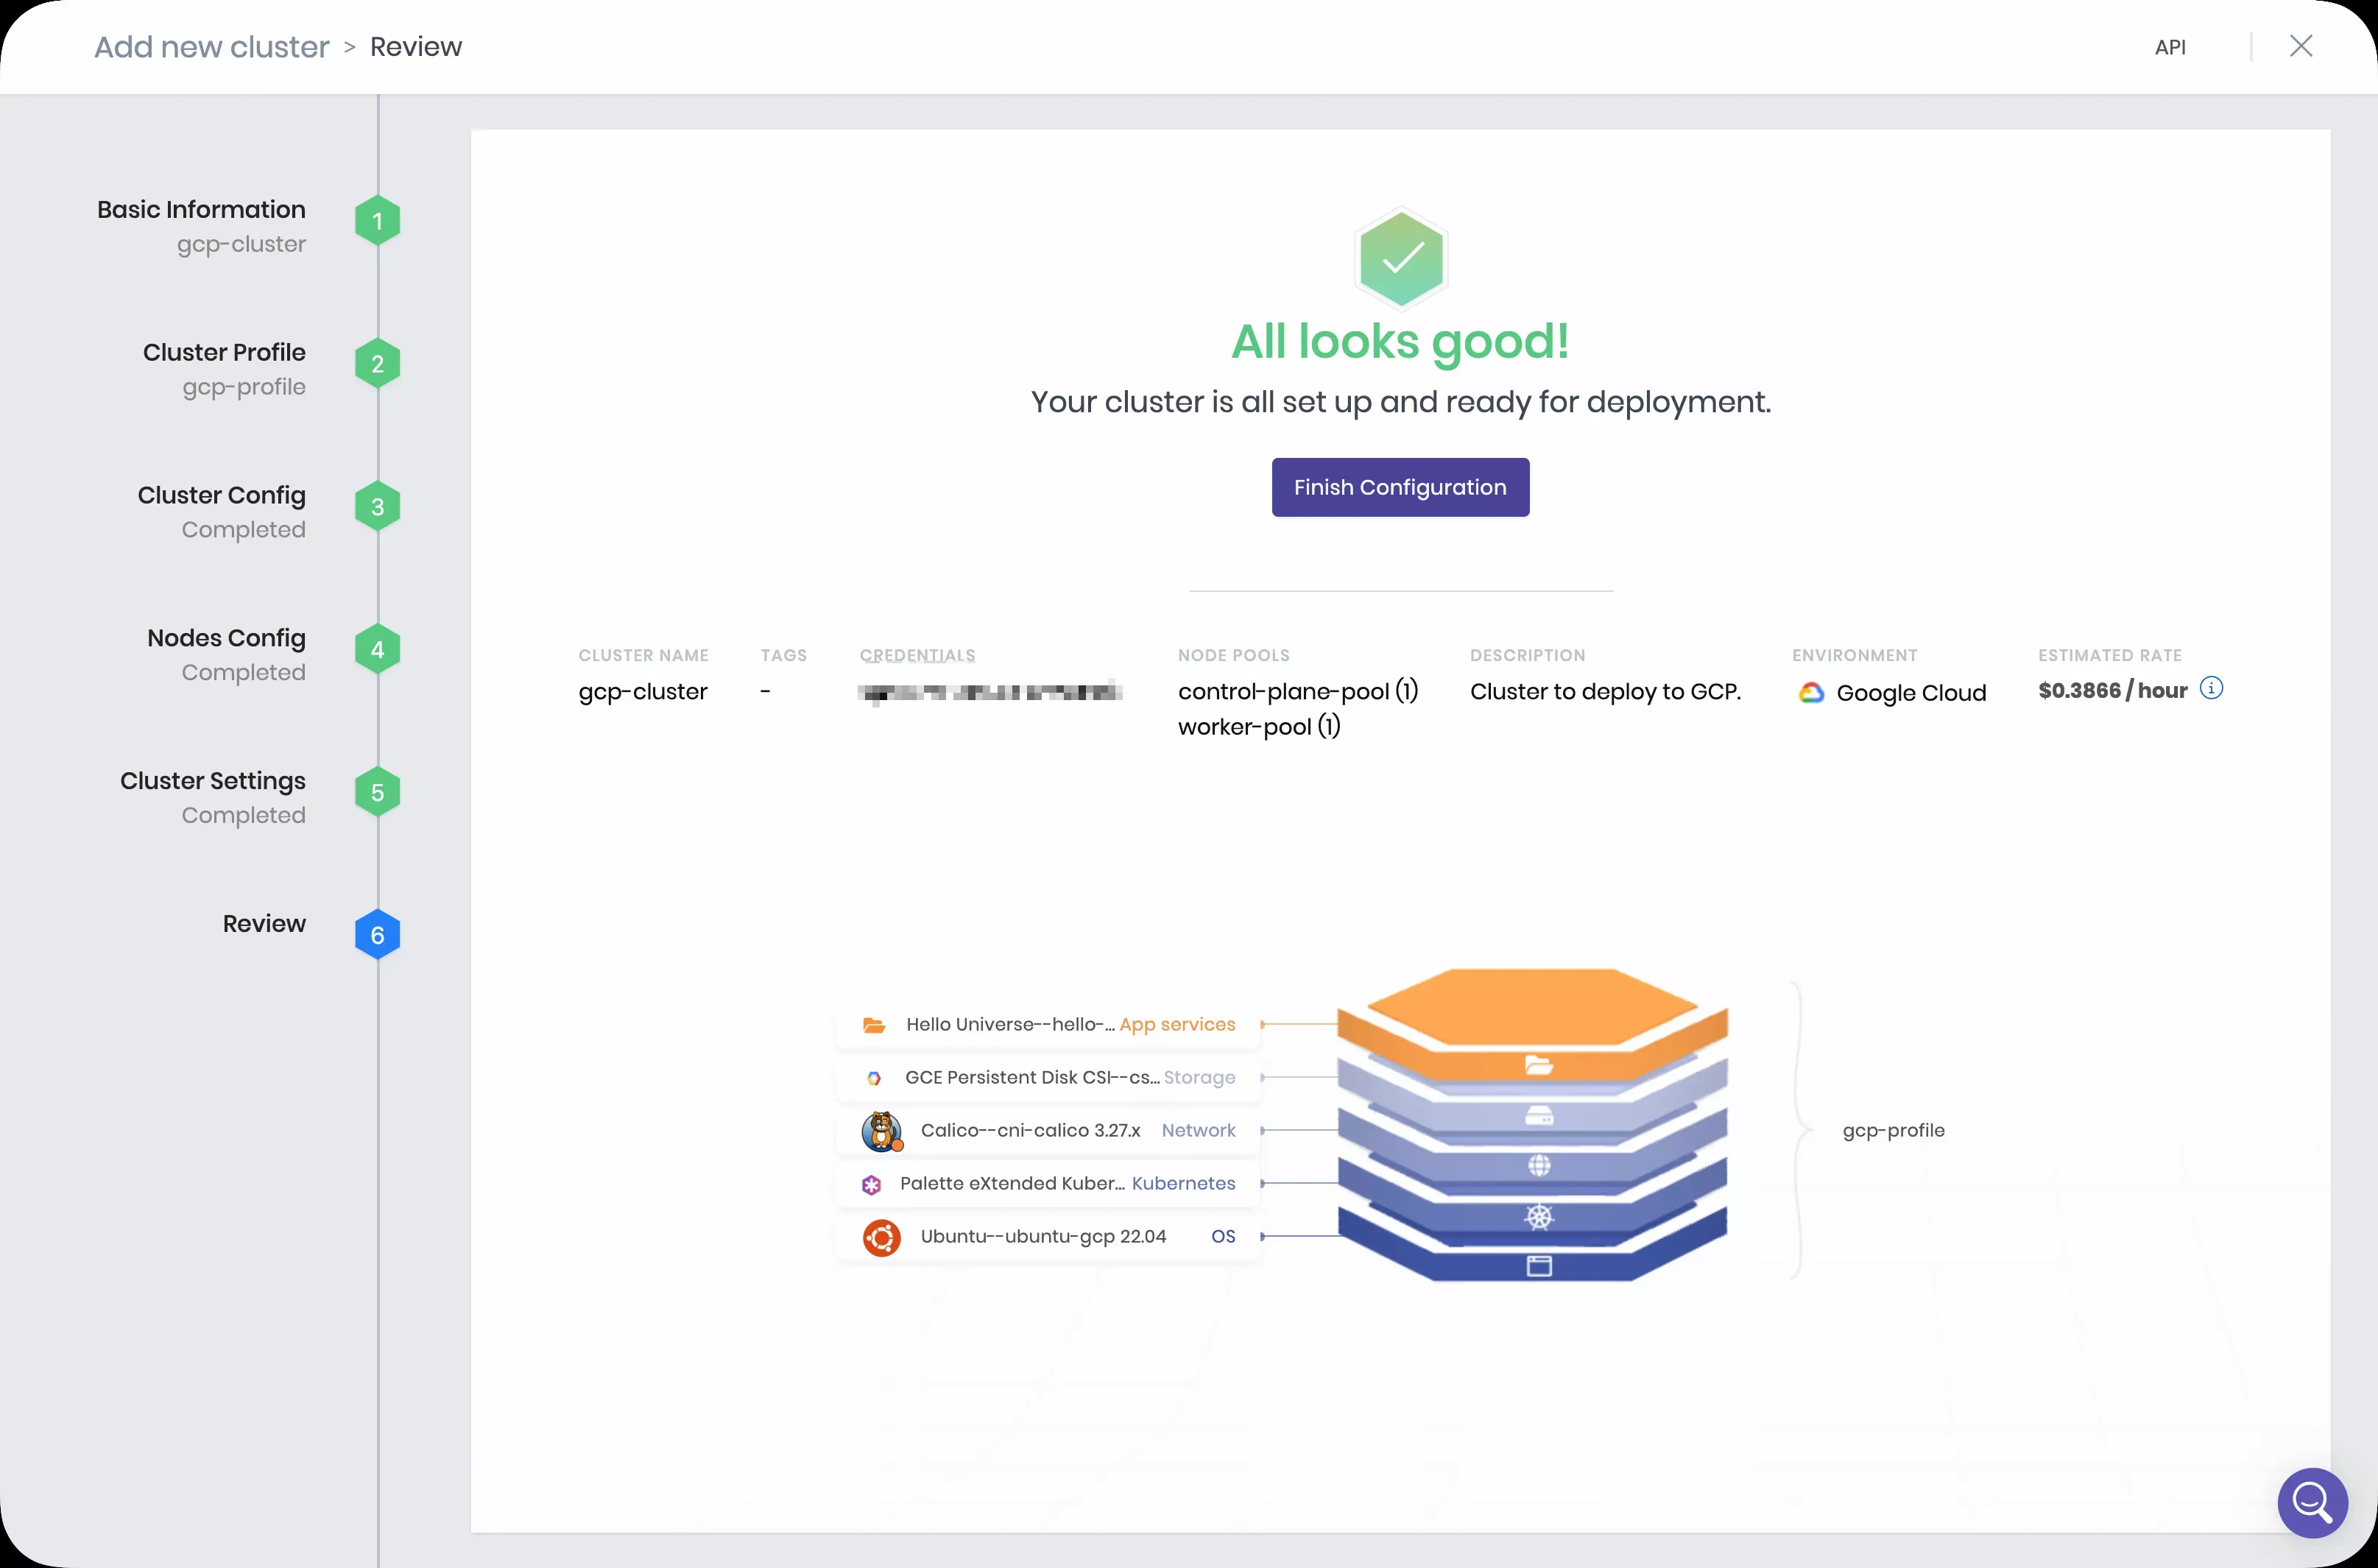 Add new cluster > Review
API
Basic Information
gcp-cluster
1
Cluster Profile
gcp-profile
2
Cluster Config
Completed
3
Nodes Config
Completed
4
Cluster Settings
Completed
5
Review
6
All looks good!
Your cluster is all set up and ready for deployment.
Finish Configuration
CLUSTER NAME
gcp-cluster
TAGS
-
CREDENTIALS
NODE POOLS
control-plane-pool (1)
worker-pool (1)
DESCRIPTION
Cluster to deploy to GCP.
ENVIRONMENT
Google Cloud
ESTIMATED RATE
$0.3866 / hour
Hello Universe--hello-... App services
GCE Persistent Disk CSI--cs... Storage
Calico--cni-calico 3.27.x Network
Palette eXtended Kuber... Kubernetes
Ubuntu--ubuntu-gcp 22.04 OS
gcp-profile